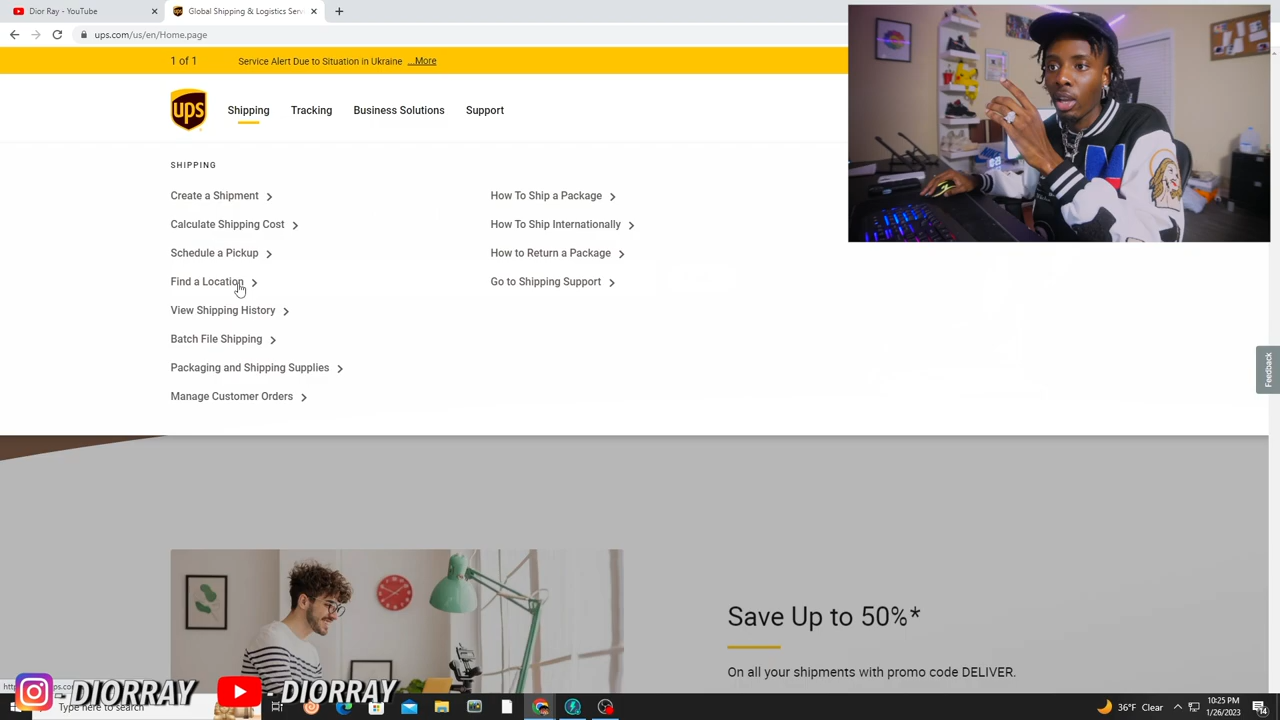 Dior Ray - YouTube
Global Shipping & Logistics Serv
ups.com/us/en/Home.page
1 of 1
Service Alert Due to Situation in Ukraine ...More
ups
Shipping
Tracking
Business Solutions
Support
SHIPPING
Create a Shipment
Calculate Shipping Cost
Schedule a Pickup
Find a Location
View Shipping History
Batch File Shipping
Packaging and Shipping Supplies
Manage Customer Orders
How To Ship a Package
How To Ship Internationally
How to Return a Package
Go to Shipping Support
Feedback
Save Up to 50%*
On all your shipments with promo code DELIVER.
- DIORRAY
- DIORRAY
Type here to search
36°F Clear
10:25 PM
1/26/2023
14